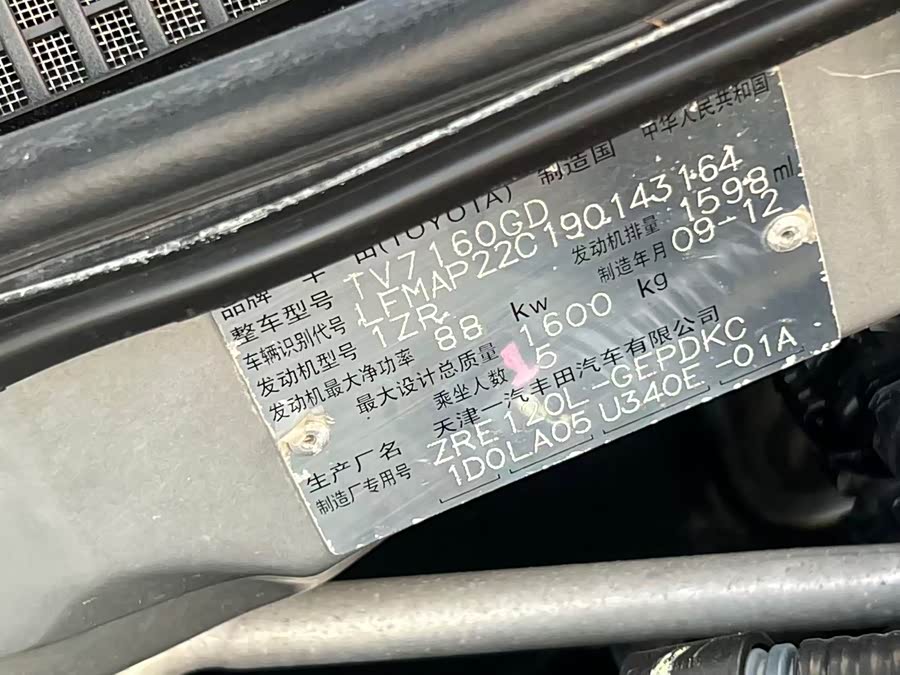 品牌 丰田(TOYOTA) 制造国 中华人民共和国
整车型号 TV7160GD
车辆识别代号 LFMAP22C190143164
发动机型号 1ZR 发动机排量 1598 ml
发动机最大净功率 88 kw 制造年月 09-12
最大设计总质量 1600 kg
乘坐人数 5
生产厂名 天津一汽丰田汽车有限公司
ZRE120L-GEPDKC
制造厂专用号 1D0LA05 U340E -01A